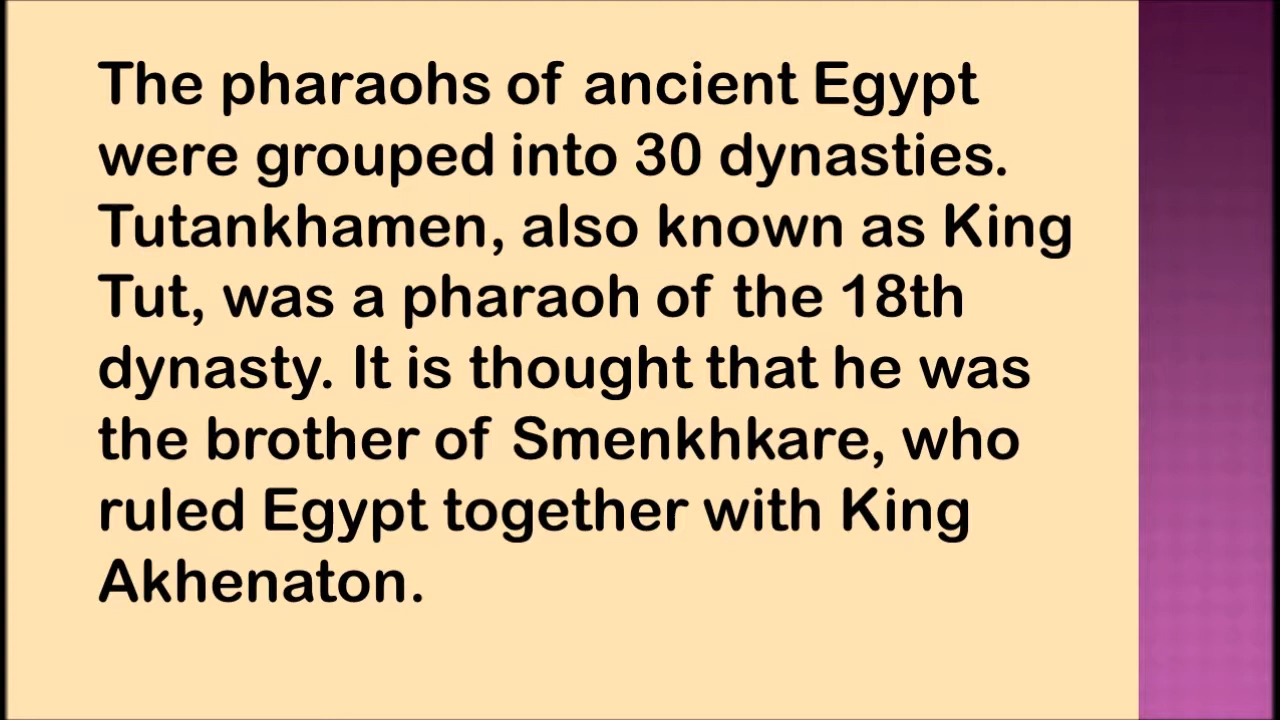 The pharaohs of ancient Egypt
were grouped into 30 dynasties.
Tutankhamen, also known as King
Tut, was a pharaoh of the 18th
dynasty. It is thought that he was
the brother of Smenkhkare, who
ruled Egypt together with King
Akhenaton.